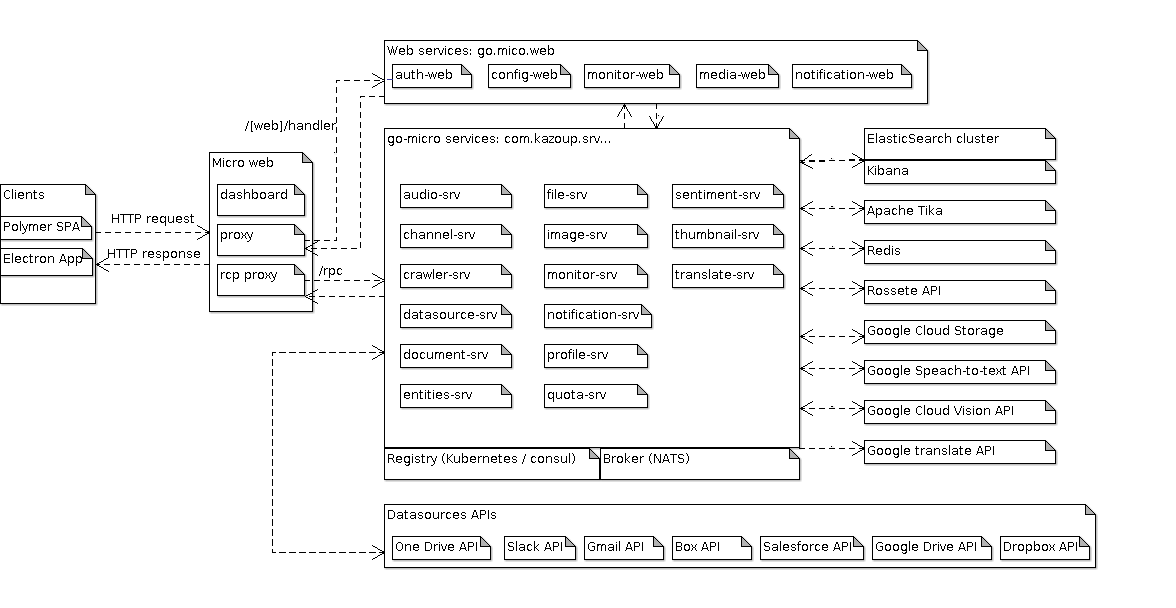 Web services: go.mico.web
auth-web
config-web
monitor-web
media-web
notification-web
/[web]/handler
go-micro services: com.kazoup.srv...
audio-srv
file-srv
sentiment-srv
channel-srv
image-srv
thumbnail-srv
crawler-srv
monitor-srv
translate-srv
datasource-srv
notification-srv
document-srv
profile-srv
entities-srv
quota-srv
Registry (Kubernetes / consul)
Broker (NATS)
Micro web
dashboard
proxy
rcp proxy
/rpc
Clients
Polymer SPA
Electron App
HTTP request
HTTP response
ElasticSearch cluster
Kibana
Apache Tika
Redis
Rossete API
Google Cloud Storage
Google Speach-to-text API
Google Cloud Vision API
Google translate API
Datasources APIs
One Drive API
Slack API
Gmail API
Box API
Salesforce API
Google Drive API
Dropbox API